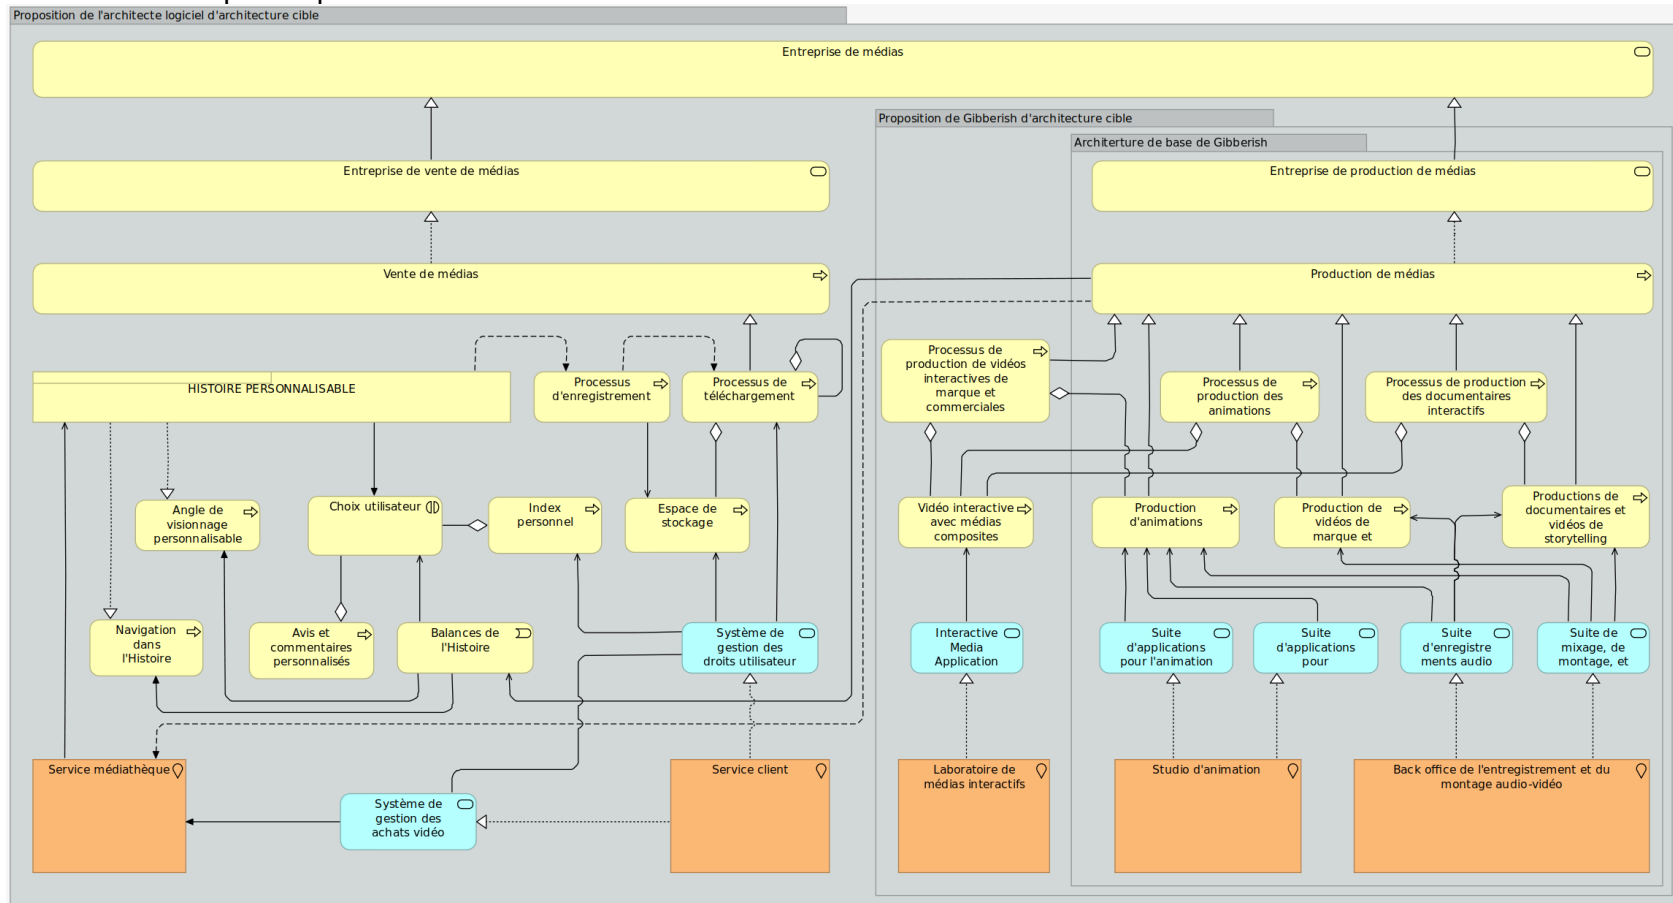 Proposition de l'architecte logiciel d'architecture cible
Entreprise de médias
Proposition de Gibberish d'architecture cible
Architerture de base de Gibberish
Entreprise de vente de médias
Entreprise de production de médias
Vente de médias
Production de médias
HISTOIRE PERSONNALISABLE
Processus
d'enregistrement
Processus de
téléchargement
Processus de
production de vidéos
interactives de
marque et
commerciales
Processus de
production des
animations
Processus de production
des documentaires
interactifs
Angle de
visionnage
personnalisable
Choix utilisateur
Index
personnel
Espace de
stockage
Vidéo interactive
avec médias
composites
Production
d'animations
Production de
vidéos de
marque et
Productions de
documentaires et
vidéos de
storytelling
Navigation
dans
l'Histoire
Avis et
commentaires
personnalisés
Balances de
l'Histoire
Système de
gestion des
droits utilisateur
Interactive
Media
Application
Suite
d'applications
pour l'animation
Suite
d'applications
pour
Suite
d'enregistre
ments audio
Suite de
mixage, de
montage, et
Service médiathèque
Système de
gestion des
achats vidéo
Service client
Laboratoire de
médias interactifs
Studio d'animation
Back office de l'entregistrement et du
montage audio-vidéo